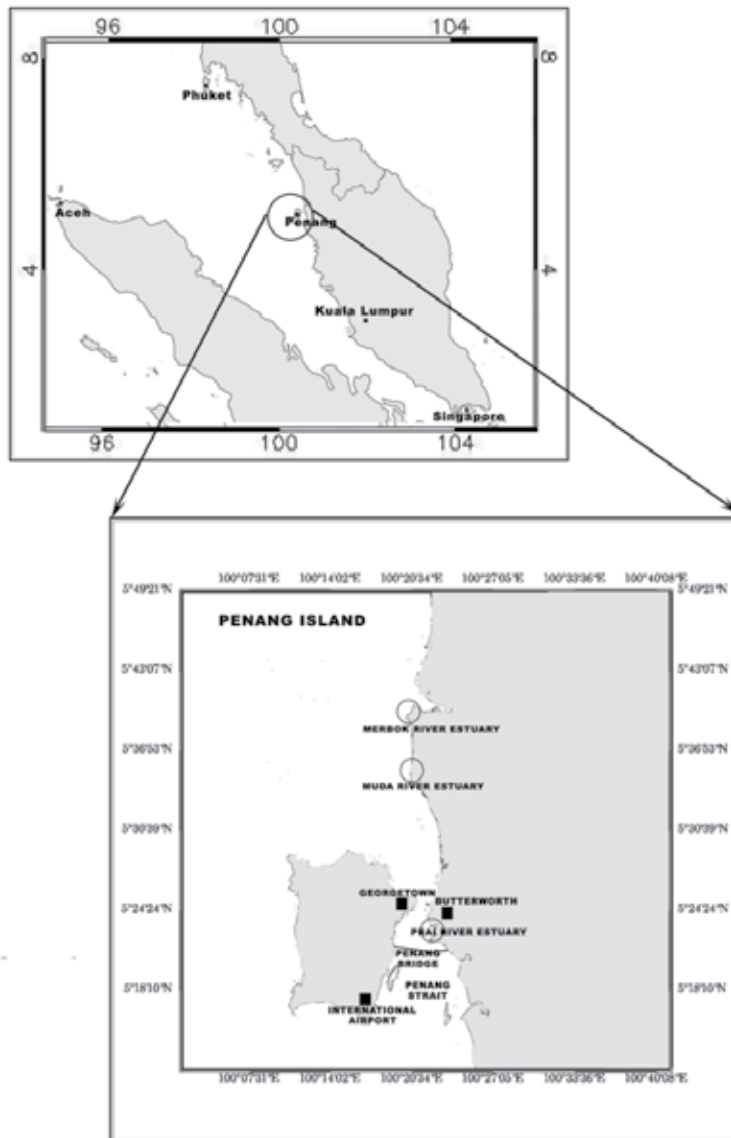 96 100 104
8 8
Phuket
Aceh
Penang
4 4
Kuala Lumpur
Singapore
96 100 104
100°07'31"E 100°14'02"E 100°20'34"E 100°27'05"E 100°33'36"E 100°40'08"E
5°49'21"N 5°49'21"N
PENANG ISLAND
5°43'07"N 5°43'07"N
MERBOK RIVER ESTUARY
5°36'53"N 5°36'53"N
MUDA RIVER ESTUARY
5°30'39"N 5°30'39"N
GEORGETOWN
BUTTERWORTH
5°24'24"N 5°24'24"N
PRAI RIVER ESTUARY
PENANG
BRIDGE
PENANG
STRAIT
5°18'10"N 5°18'10"N
INTERNATIONAL
AIRPORT
100°07'31"E 100°14'02"E 100°20'34"E 100°27'05"E 100°33'36"E 100°40'08"E